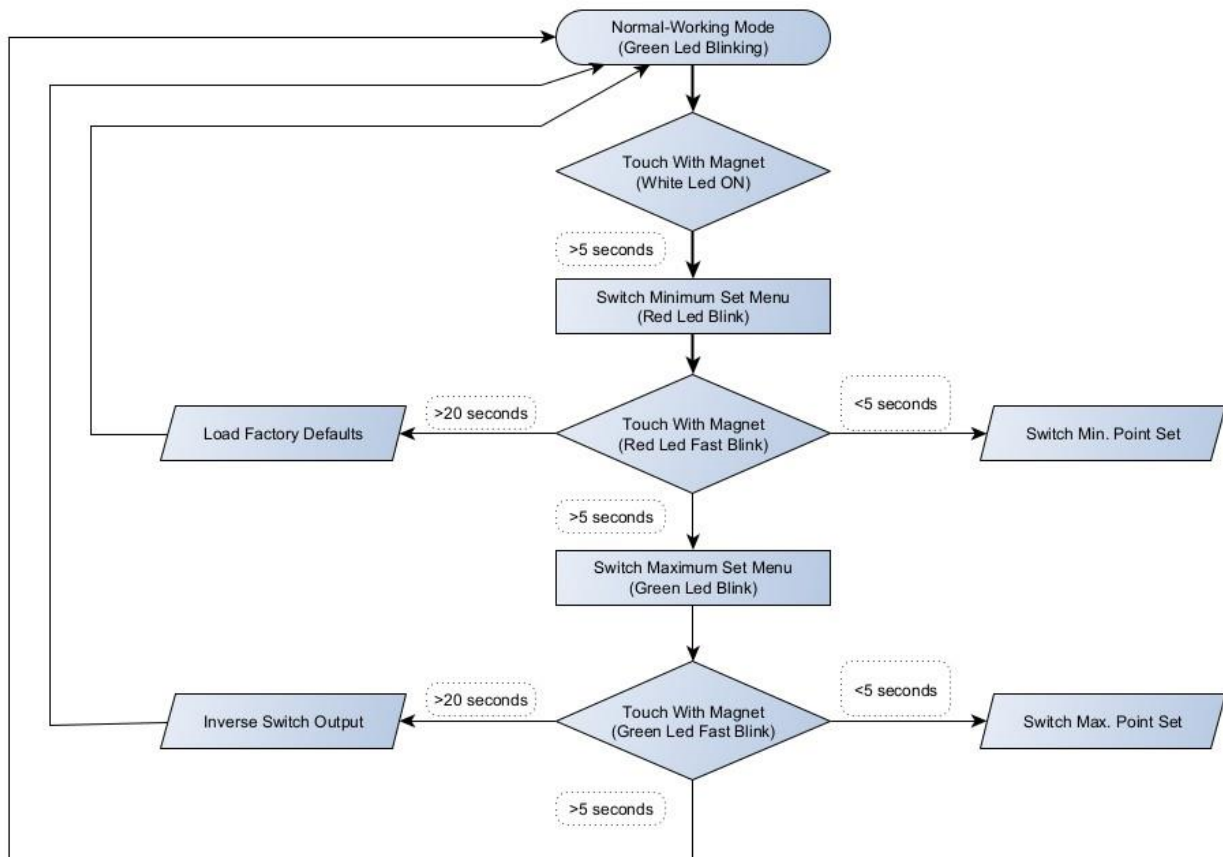 Normal-Working Mode
(Green Led Blinking)
Touch With Magnet
(White Led ON)
>5 seconds
Switch Minimum Set Menu
(Red Led Blink)
Load Factory Defaults
>20 seconds
Touch With Magnet
(Red Led Fast Blink)
<5 seconds
Switch Min. Point Set
>5 seconds
Switch Maximum Set Menu
(Green Led Blink)
Inverse Switch Output
>20 seconds
Touch With Magnet
(Green Led Fast Blink)
<5 seconds
Switch Max. Point Set
>5 seconds